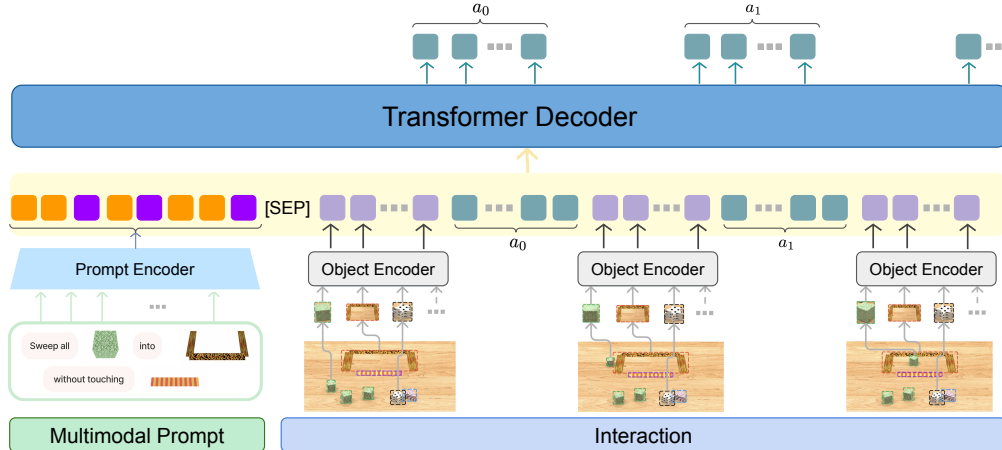 a₀
a₁
Transformer Decoder
[SEP]
a₀
a₁
Prompt Encoder
Object Encoder
Object Encoder
Object Encoder
Sweep all
into
without touching
Multimodal Prompt
Interaction